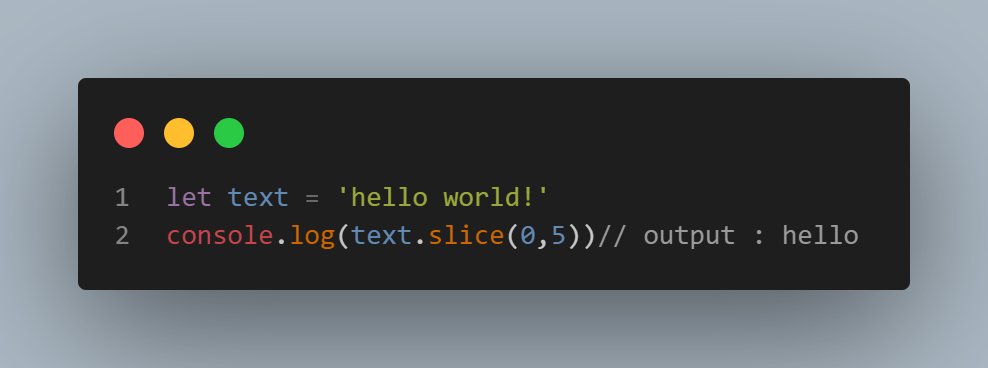 1 let text = 'hello world!'
2 console.log(text.slice(0,5))// output : hello